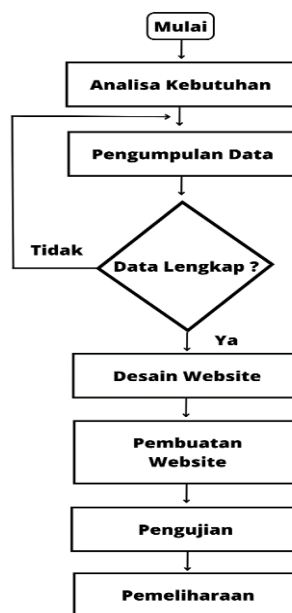 Mulai
Analisa Kebutuhan
Pengumpulan Data
Tidak
Data Lengkap ?
Ya
Desain Website
Pembuatan
Website
Pengujian
Pemeliharaan